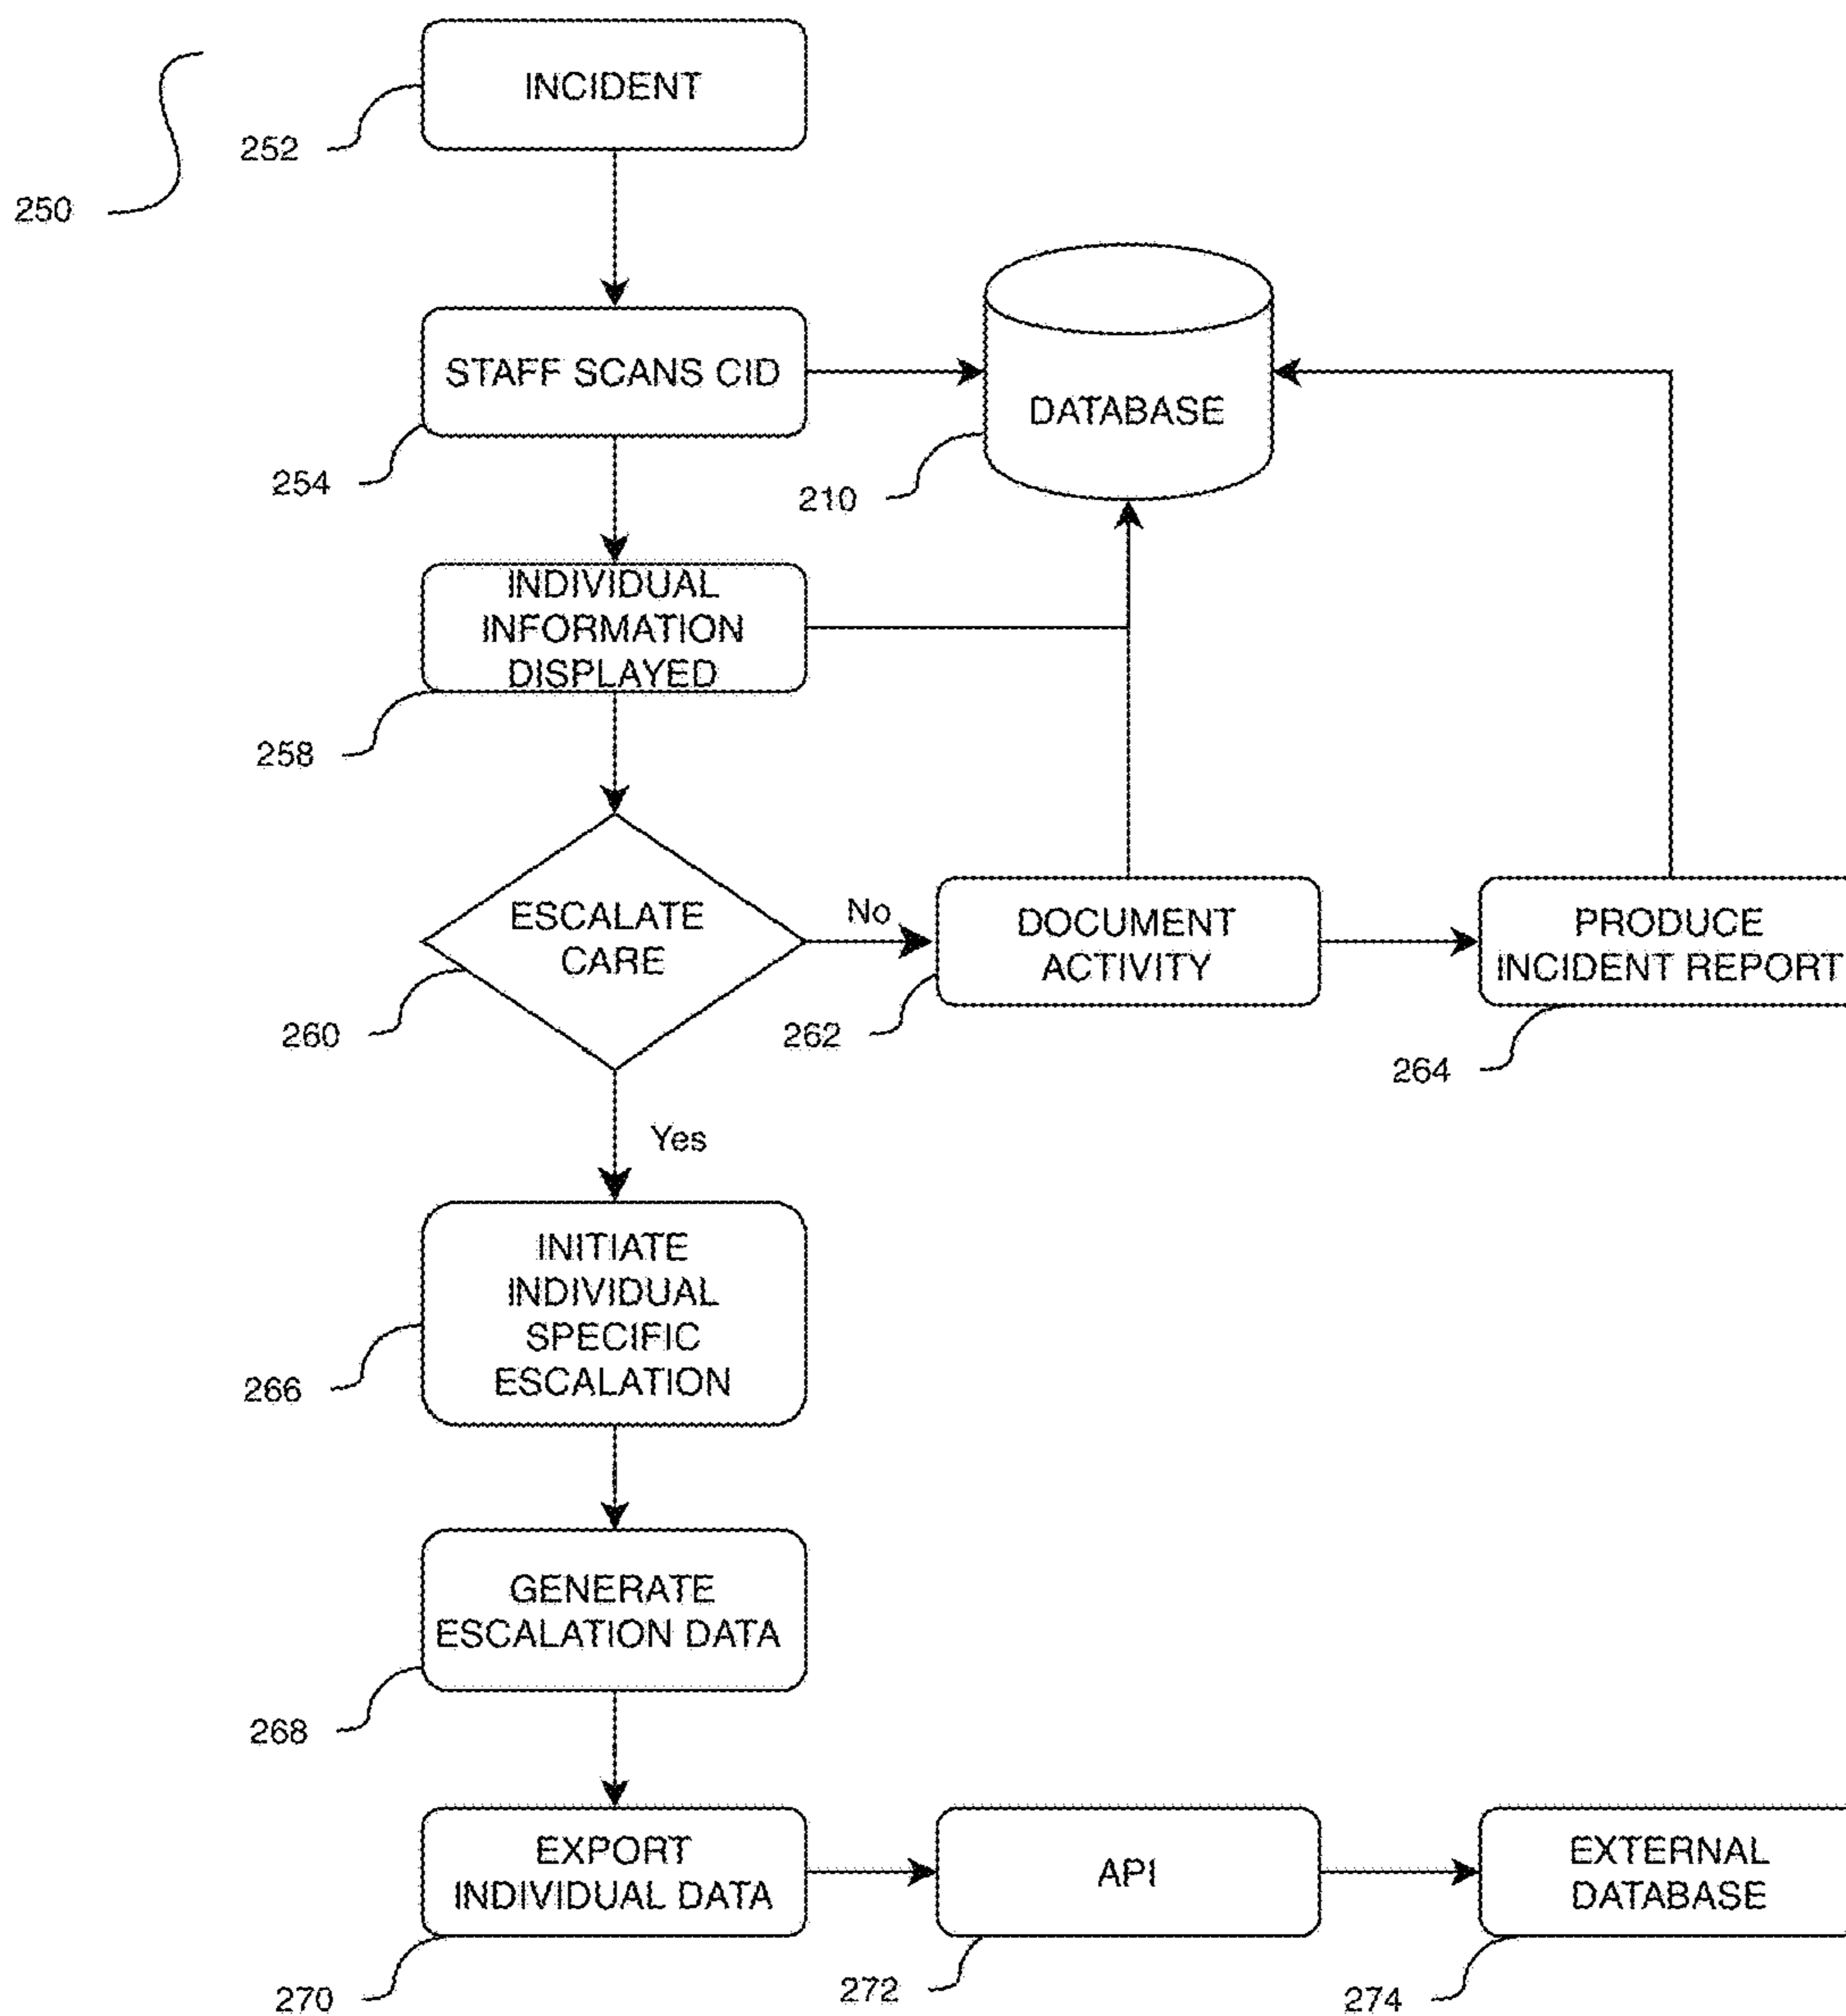 INCIDENT
252
250
STAFF SCANS CID
254
DATABASE
210
INDIVIDUAL
INFORMATION
DISPLAYED
258
ESCALATE
CARE
260
No
DOCUMENT
ACTIVITY
262
PRODUCE
INCIDENT REPORT
264
Yes
INITIATE
INDIVIDUAL
SPECIFIC
ESCALATION
266
GENERATE
ESCALATION DATA
268
EXPORT
INDIVIDUAL DATA
270
API
272
EXTERNAL
DATABASE
274